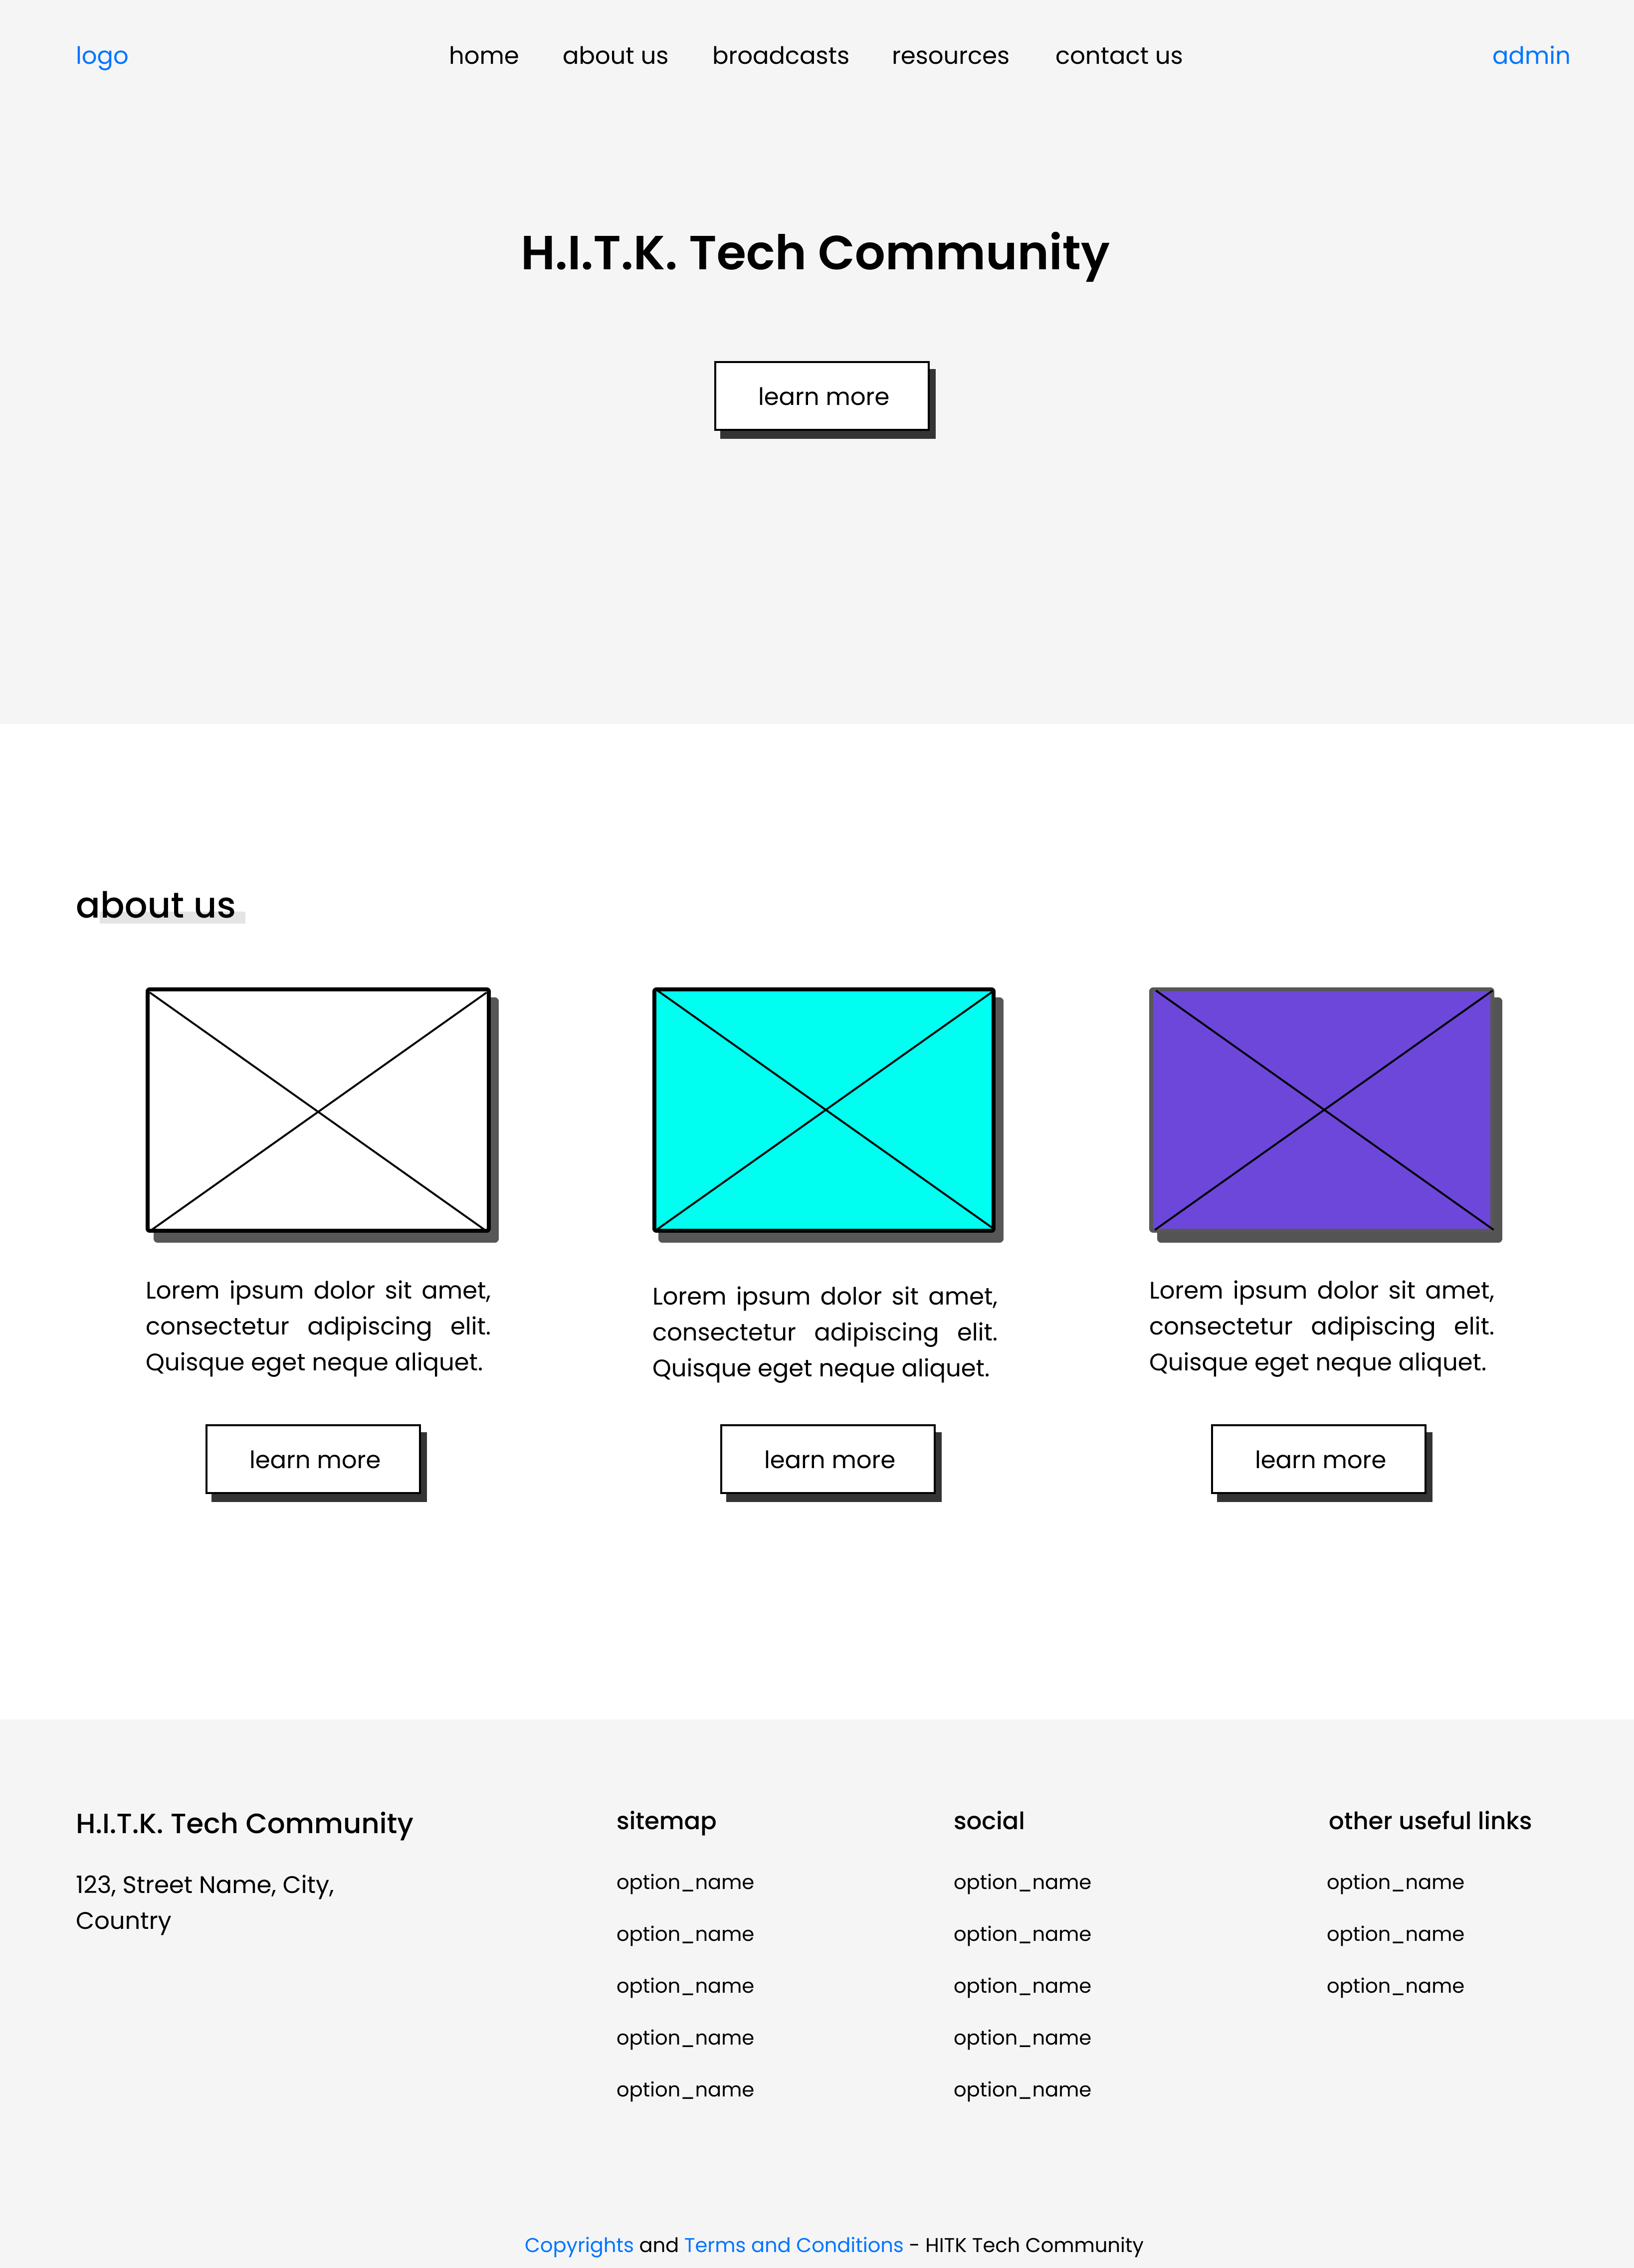 logo
home
about us
broadcasts
resources
contact us
admin
H.I.T.K. Tech Community
learn more
about us
Lorem ipsum dolor sit amet,
consectetur adipiscing elit.
Quisque eget neque aliquet.
learn more
Lorem ipsum dolor sit amet,
consectetur adipiscing elit.
Quisque eget neque aliquet.
learn more
Lorem ipsum dolor sit amet,
consectetur adipiscing elit.
Quisque eget neque aliquet.
learn more
H.I.T.K. Tech Community
123, Street Name, City,
Country
sitemap
option_name
option_name
option_name
option_name
option_name
social
option_name
option_name
option_name
option_name
option_name
other useful links
option_name
option_name
option_name
Copyrights and Terms and Conditions - HITK Tech Community